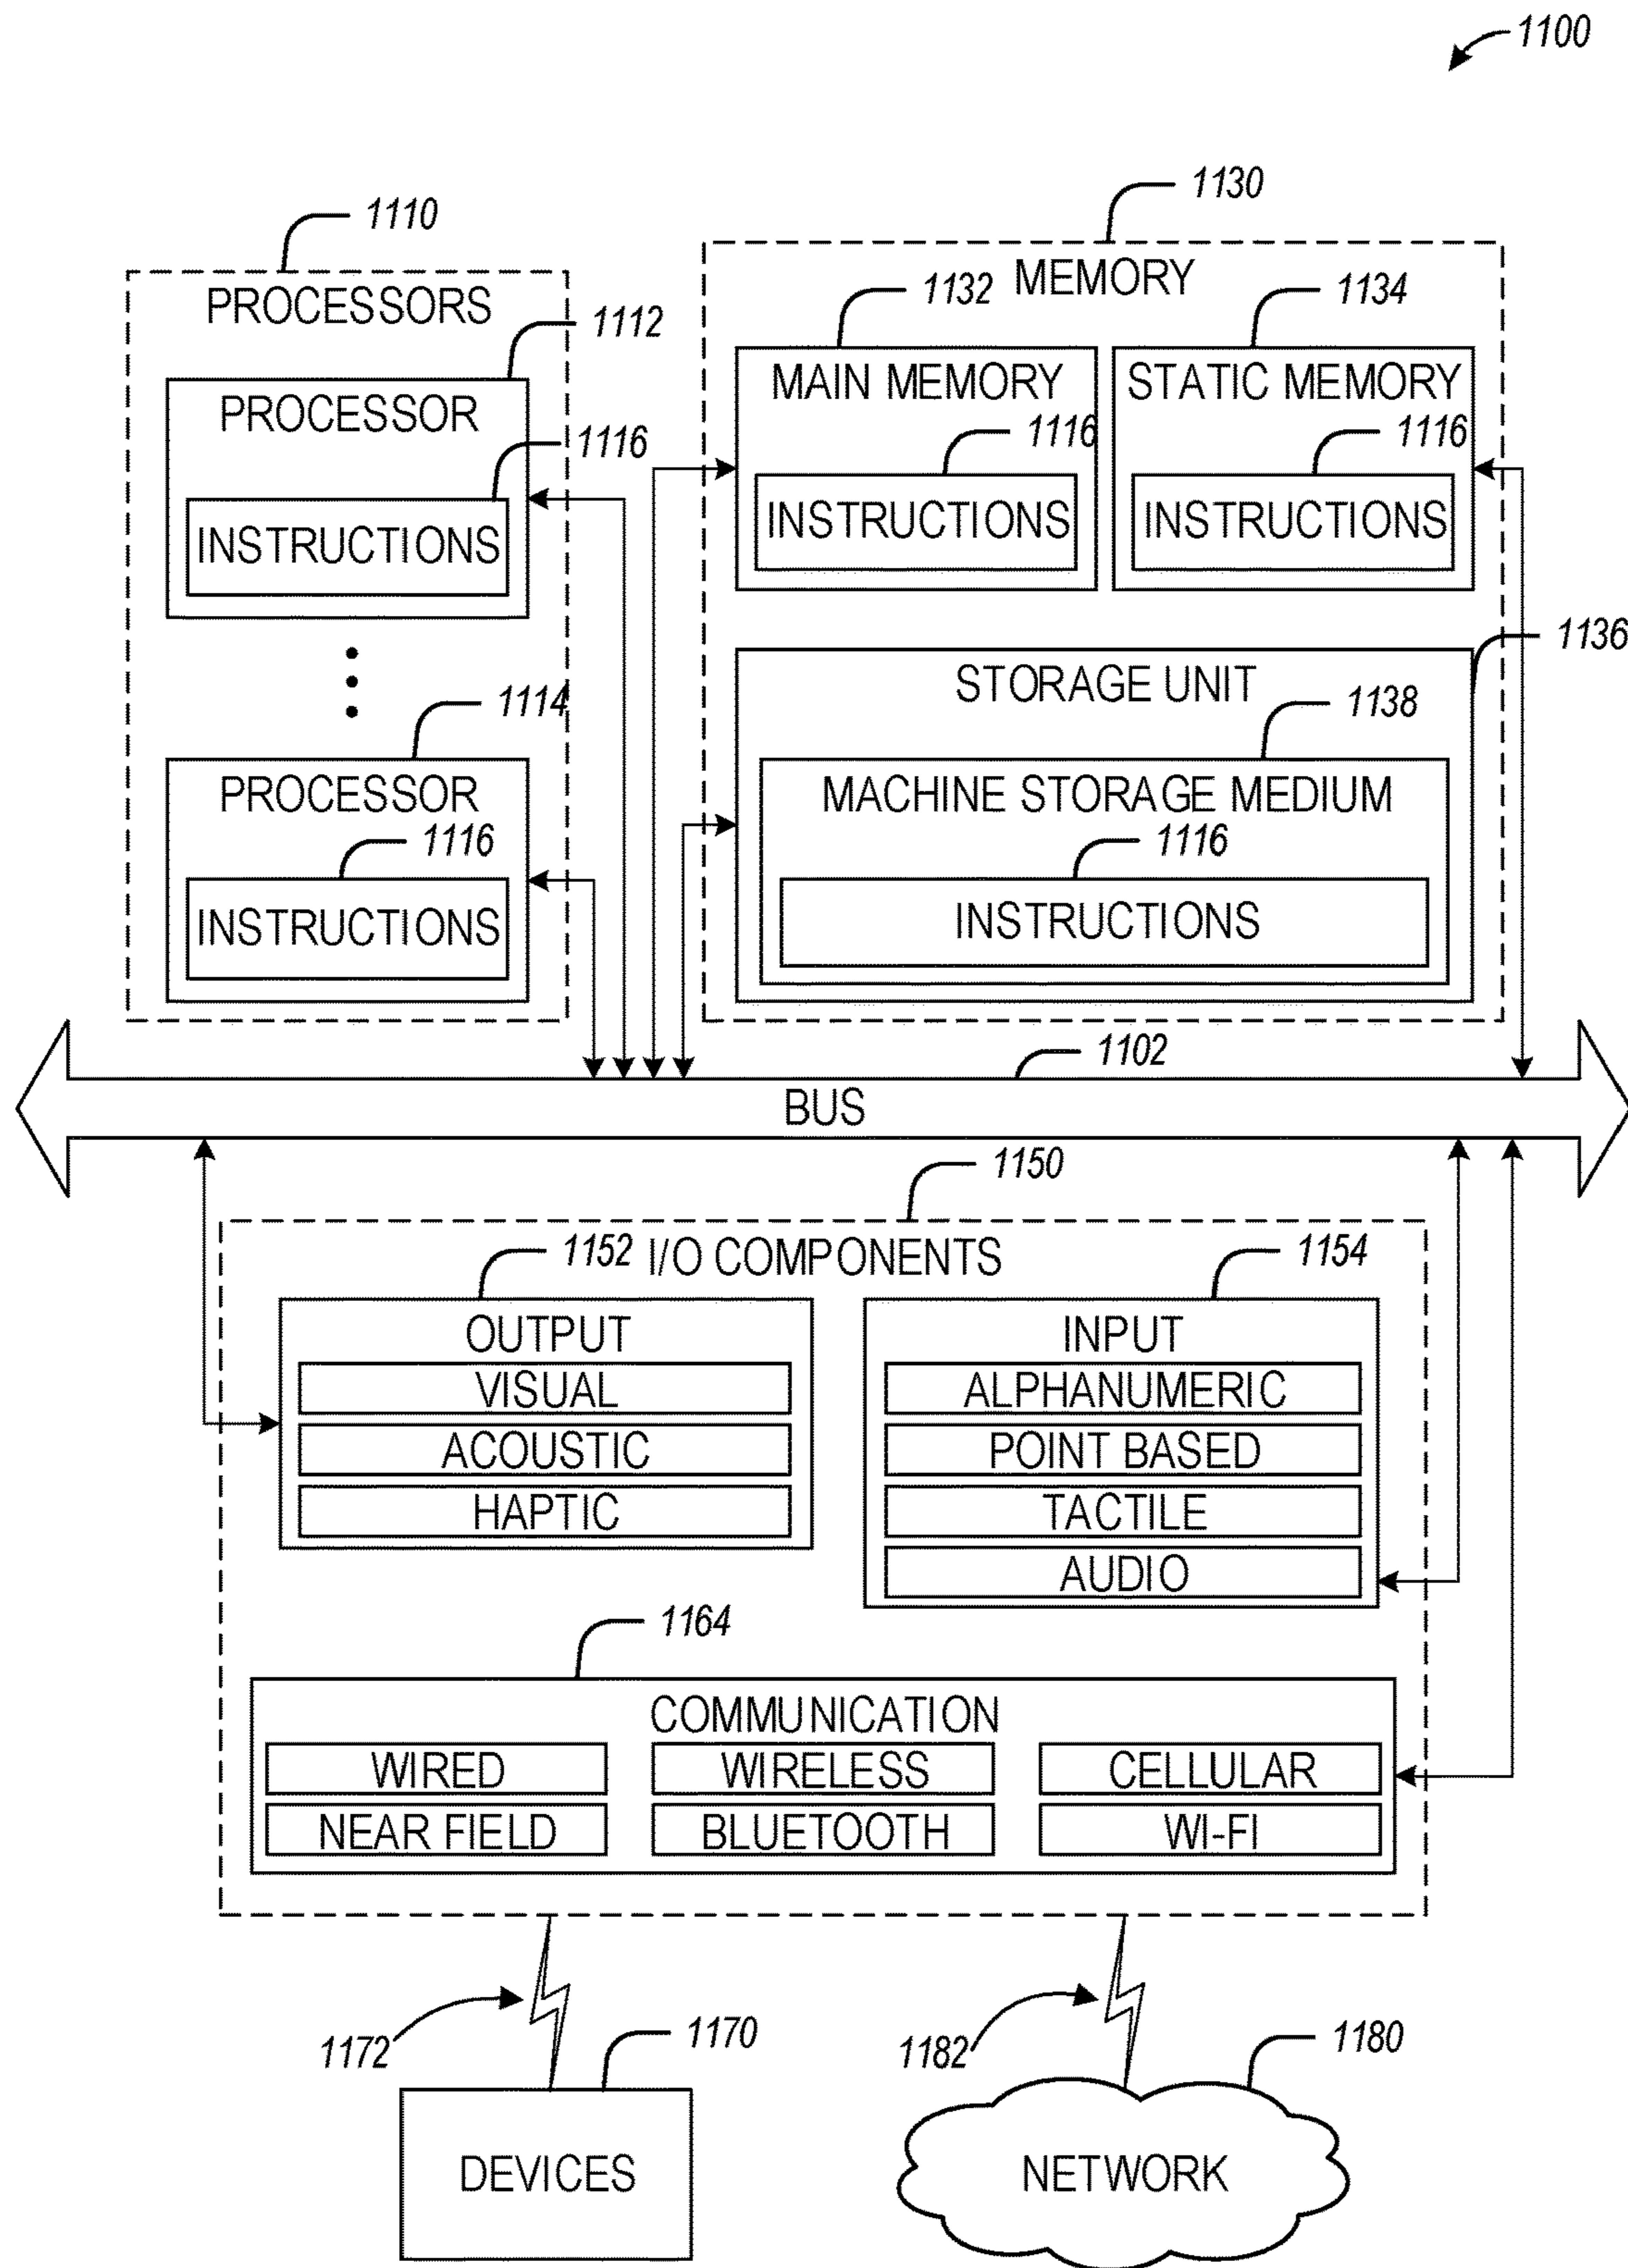 1100
1110
PROCESSORS
1112
PROCESSOR
1116
INSTRUCTIONS
1114
PROCESSOR
1116
INSTRUCTIONS
1130
MEMORY
1132
MAIN MEMORY
1116
INSTRUCTIONS
1134
STATIC MEMORY
1116
INSTRUCTIONS
1136
STORAGE UNIT
1138
MACHINE STORAGE MEDIUM
1116
INSTRUCTIONS
1102
BUS
1150
I/O COMPONENTS
1152
OUTPUT
VISUAL
ACOUSTIC
HAPTIC
1154
INPUT
ALPHANUMERIC
POINT BASED
TACTILE
AUDIO
1164
COMMUNICATION
WIRED
WIRELESS
CELLULAR
NEAR FIELD
BLUETOOTH
WI-FI
1172
1170
DEVICES
1182
1180
NETWORK